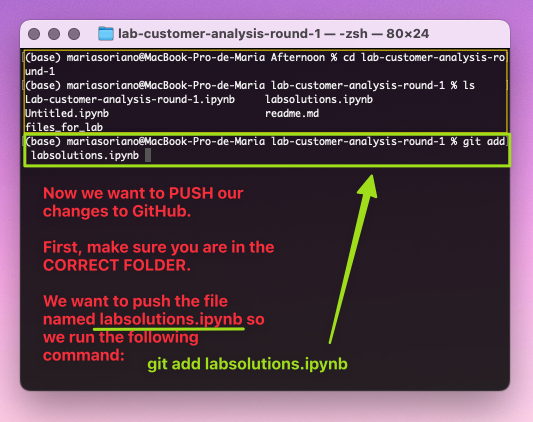 lab-customer-analysis-round-1 — -zsh — 80×24
(base) mariasoriano@MacBook-Pro-de-Maria Afternoon % cd lab-customer-analysis-ro
und-1
(base) mariasoriano@MacBook-Pro-de-Maria lab-customer-analysis-round-1 % ls
Lab-customer-analysis-round-1.ipynb labsolutions.ipynb
Untitled.ipynb readme.md
files_for_lab
(base) mariasoriano@MacBook-Pro-de-Maria lab-customer-analysis-round-1 % git add
labsolutions.ipynb
Now we want to PUSH our
changes to GitHub.
First, make sure you are in the
CORRECT FOLDER.
We want to push the file
named labsolutions.ipynb so
we run the following
command:
git add labsolutions.ipynb